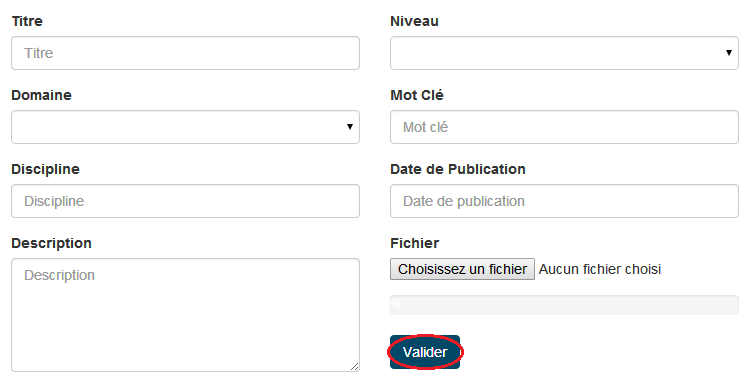 Titre
Titre
Niveau
Domaine
Mot Clé
Mot clé
Discipline
Discipline
Date de Publication
Date de publication
Description
Description
Fichier
Choisissez un fichier Aucun fichier choisi
%
Valider